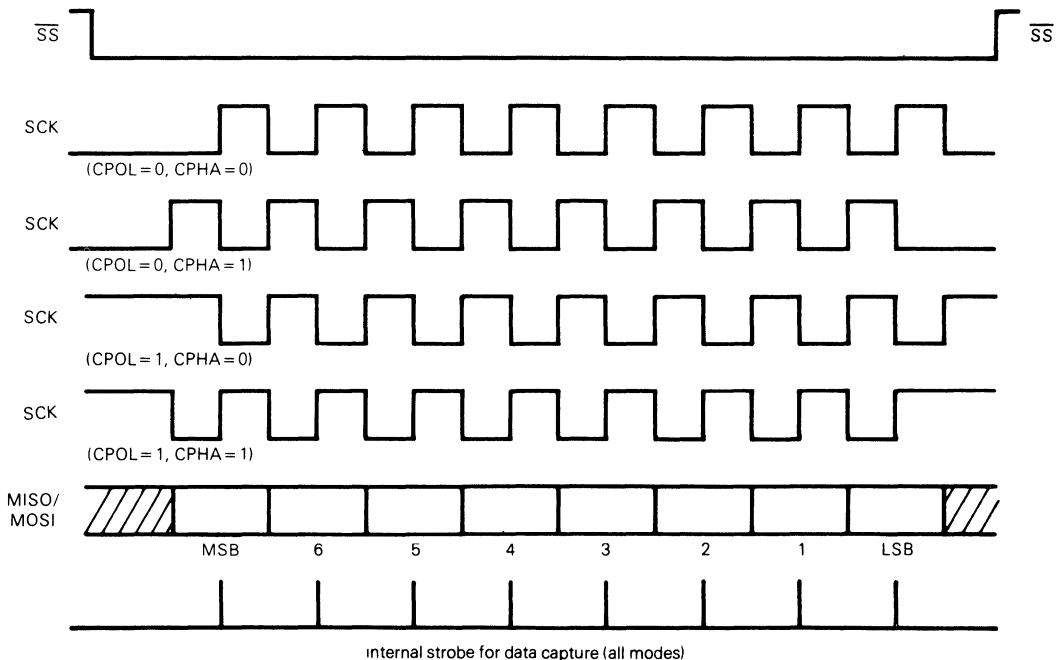 SS SS
SCK
(CPOL=0, CPHA=0)
SCK
(CPOL=0, CPHA=1)
SCK
(CPOL=1, CPHA=0)
SCK
(CPOL=1, CPHA=1)
MISO/
MOSI
MSB 6 5 4 3 2 1 LSB
internal strobe for data capture (all modes)